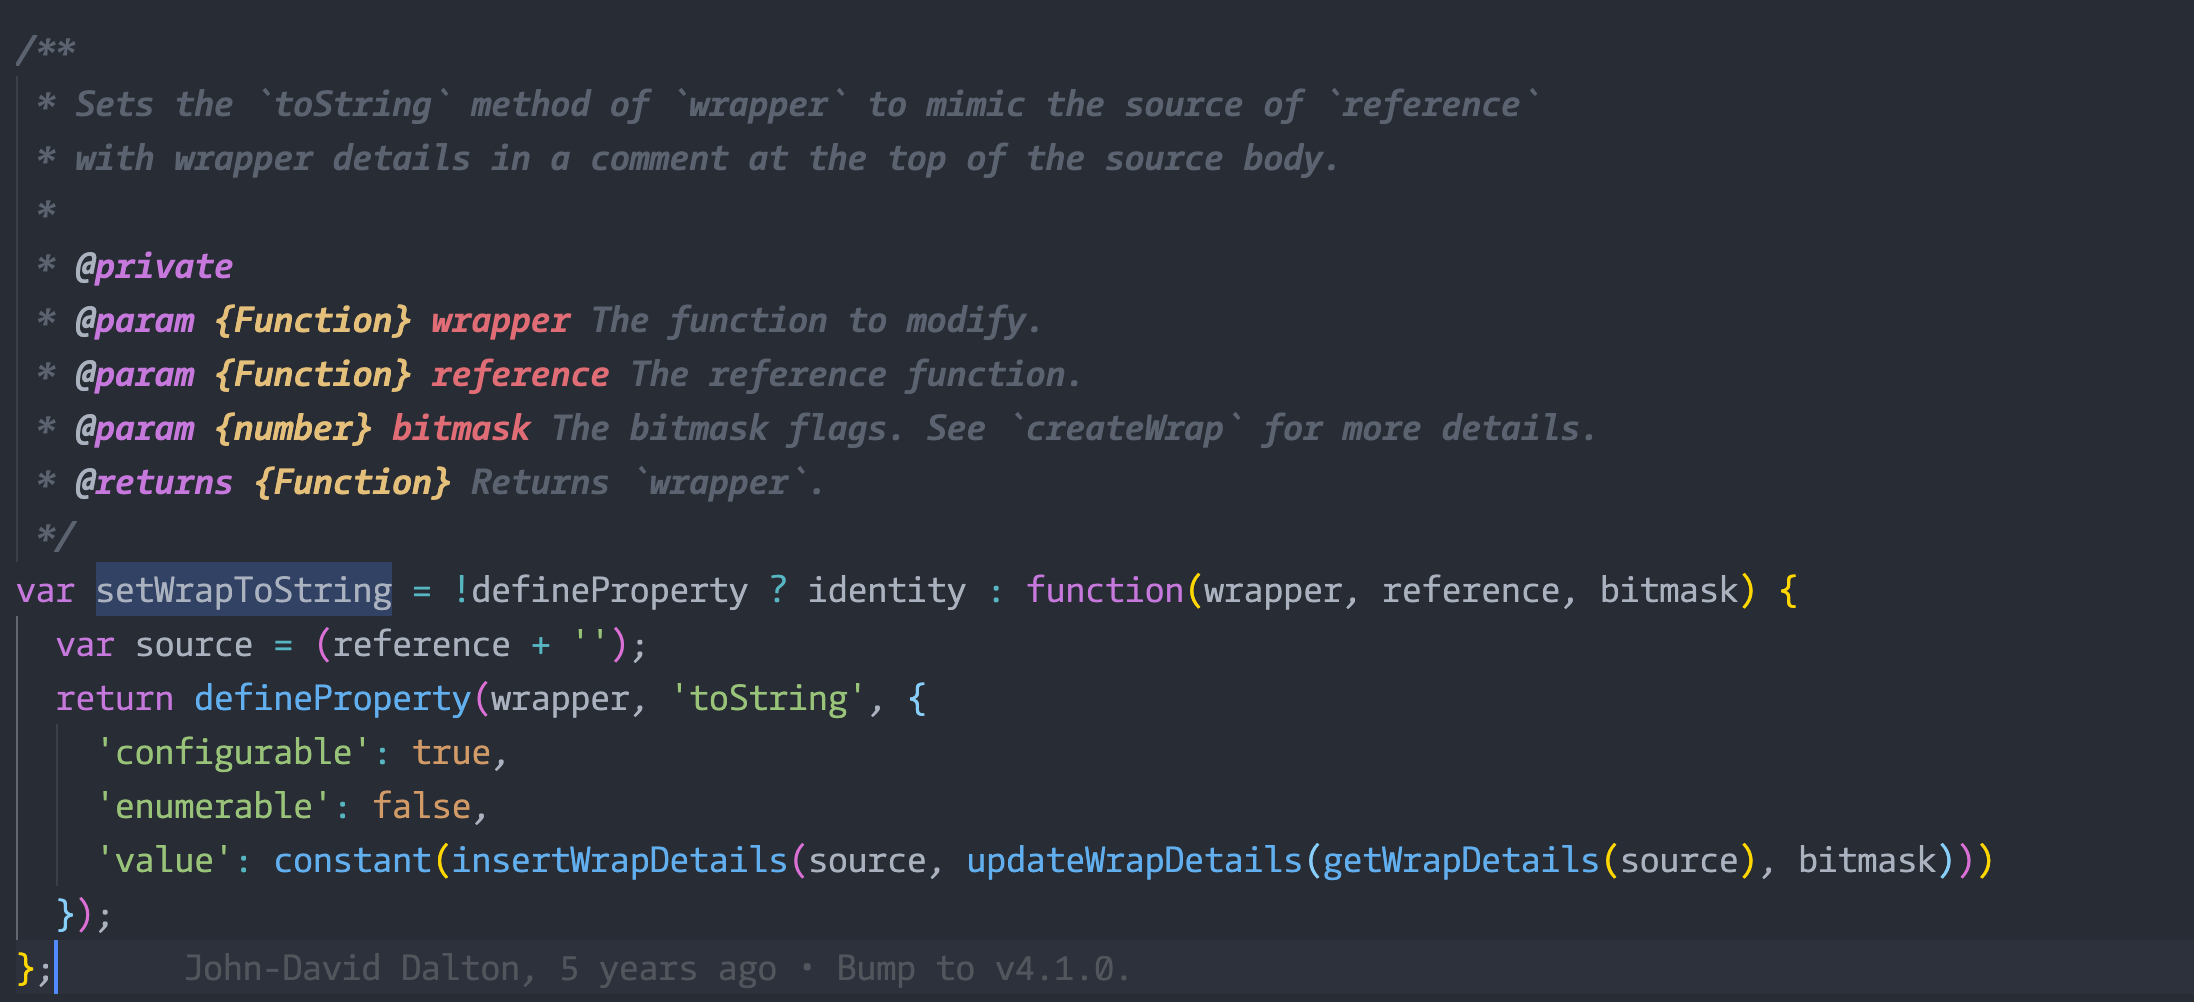 /**
 * Sets the `toString` method of `wrapper` to mimic the source of `reference`
 * with wrapper details in a comment at the top of the source body.
 *
 * @private
 * @param {Function} wrapper The function to modify.
 * @param {Function} reference The reference function.
 * @param {number} bitmask The bitmask flags. See `createWrap` for more details.
 * @returns {Function} Returns `wrapper`.
 */
var setWrapToString = !defineProperty ? identity : function(wrapper, reference, bitmask) {
  var source = (reference + '');
  return defineProperty(wrapper, 'toString', {
    'configurable': true,
    'enumerable': false,
    'value': constant(insertWrapDetails(source, updateWrapDetails(getWrapDetails(source), bitmask)))
  });
};      John-David Dalton, 5 years ago • Bump to v4.1.0.